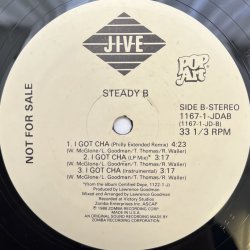 JIVE
POP
ART
STEADY B
NOT FOR SALE
SIDE B-STEREO
1167-1-JDAB
(1167-1-JD-B)
33 1/3 RPM
1. I GOT CHA (Philly Extended Remix) 4:23
W. McGlone/L. Goodman/T. Thomas/R. Waller)
2. I GOT CHA (LP Mix)* 3:17
(W. McGlone/L. Goodman/T. Thomas/R. Waller)
3. I GOT CHA (Instrumental) 3:17
(W. McGlone/L. Goodman/T. Thomas/R. Waller)
*(From the album Certified Dope, 1122-1-J)
Produced by Lawrence Goodman
Mixed and Arranged by Lawrence Goodman
Recorded at Victory Studios
Zomba Enterprises Inc. ASCAP
℗ 1988 ZOMBA RECORDING CORP.
MADE IN U.S.A.
AN ORIGINAL SOUND RECORDING MADE BY
ZOMBA RECORDING CORPORATION